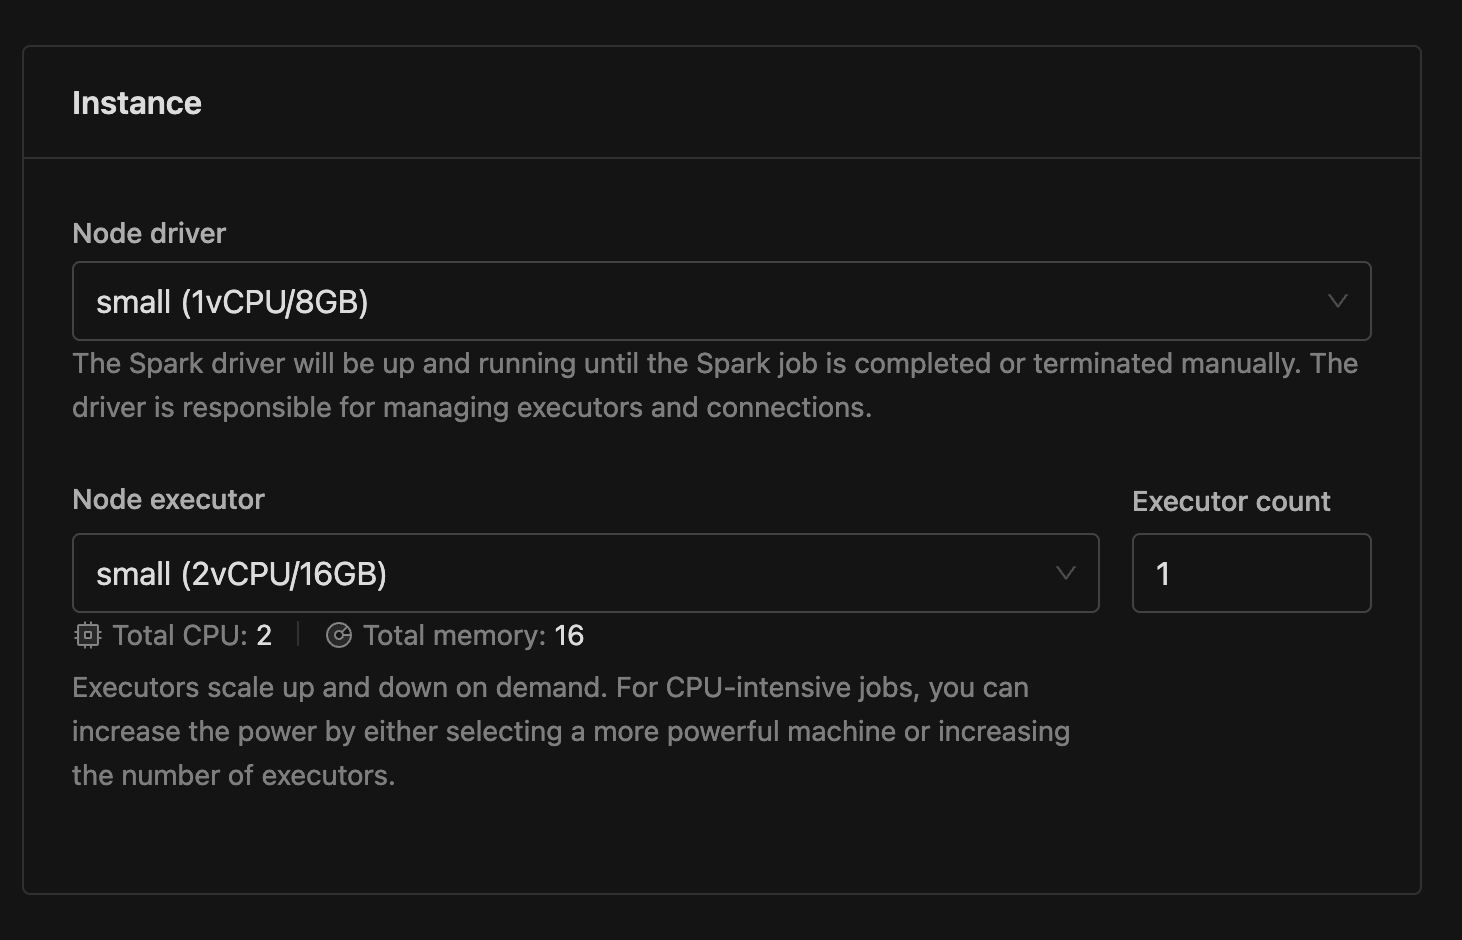 Instance
Node driver
small (1vCPU/8GB)
The Spark driver will be up and running until the Spark job is completed or terminated manually. The
driver is responsible for managing executors and connections.
Node executor
Executor count
small (2vCPU/16GB)
1
Total CPU: 2
Total memory: 16
Executors scale up and down on demand. For CPU-intensive jobs, you can
increase the power by either selecting a more powerful machine or increasing
the number of executors.